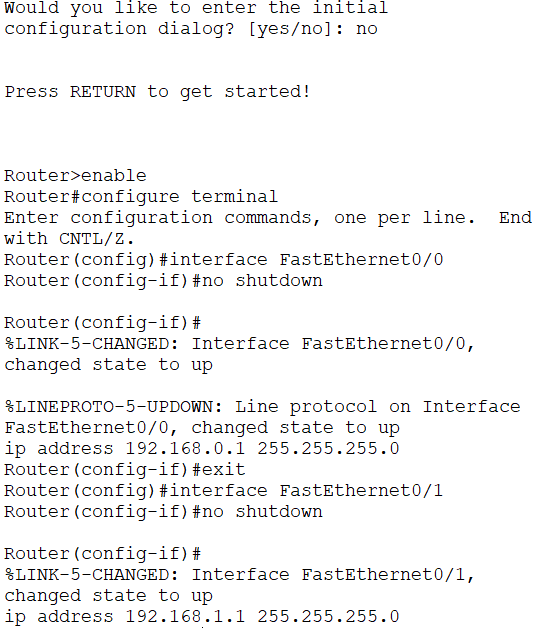 Would you like to enter the initial
configuration dialog? [yes/no]: no
Press RETURN to get started!
Router>enable
Router#configure terminal
Enter configuration commands, one per line.  End
with CNTL/Z.
Router(config)#interface FastEthernet0/0
Router(config-if)#no shutdown
Router(config-if)#
%LINK-5-CHANGED: Interface FastEthernet0/0,
changed state to up
%LINEPROTO-5-UPDOWN: Line protocol on Interface
FastEthernet0/0, changed state to up
ip address 192.168.0.1 255.255.255.0
Router(config-if)#exit
Router(config)#interface FastEthernet0/1
Router(config-if)#no shutdown
Router(config-if)#
%LINK-5-CHANGED: Interface FastEthernet0/1,
changed state to up
ip address 192.168.1.1 255.255.255.0